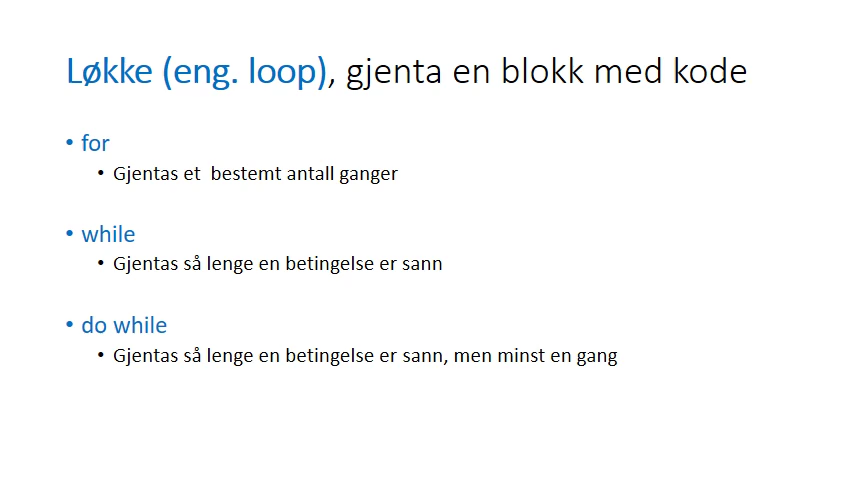 Løkke (eng. loop), gjenta en blokk med kode
• for
• Gjentas et  bestemt antall ganger
• while
• Gjentas så lenge en betingelse er sann
• do while
• Gjentas så lenge en betingelse er sann, men minst en gang